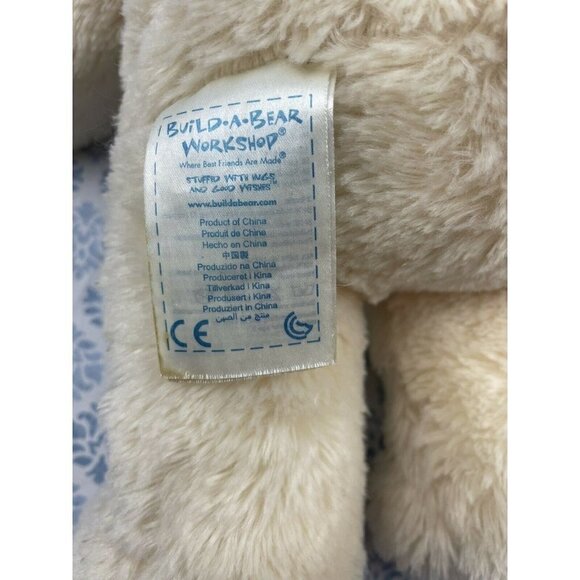 BUILD-A-BEAR
WORKSHOP®
Where Best Friends Are Made®
STUFFED WITH HUGS
AND GOOD WISHES™
www.buildabear.com
Product of China
Produit de Chine
Hecho en China
中国製
Produzido na China
Produceret i Kina
Tillverkad i Kina
Produsert i Kina
Produziert in China
منتج من الصين
CE